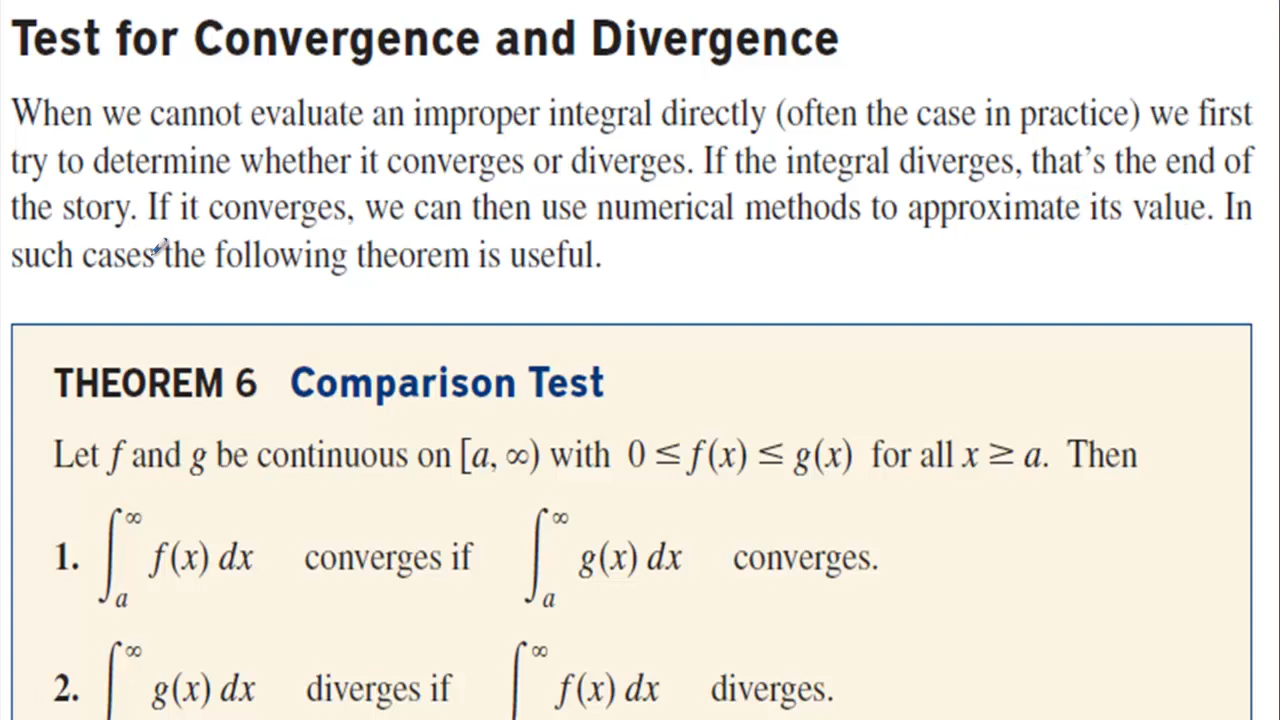 Test for Convergence and Divergence
When we cannot evaluate an improper integral directly (often the case in practice) we first
try to determine whether it converges or diverges. If the integral diverges, that's the end of
the story. If it converges, we can then use numerical methods to approximate its value. In
such cases the following theorem is useful.
THEOREM 6 Comparison Test
Let f and g be continuous on [a, ∞) with 0 ≤ f(x) ≤ g(x) for all x ≥ a. Then
1. ∫_a^∞ f(x) dx converges if ∫_a^∞ g(x) dx converges.
2. ∫^∞ g(x) dx diverges if ∫^∞ f(x) dx diverges.